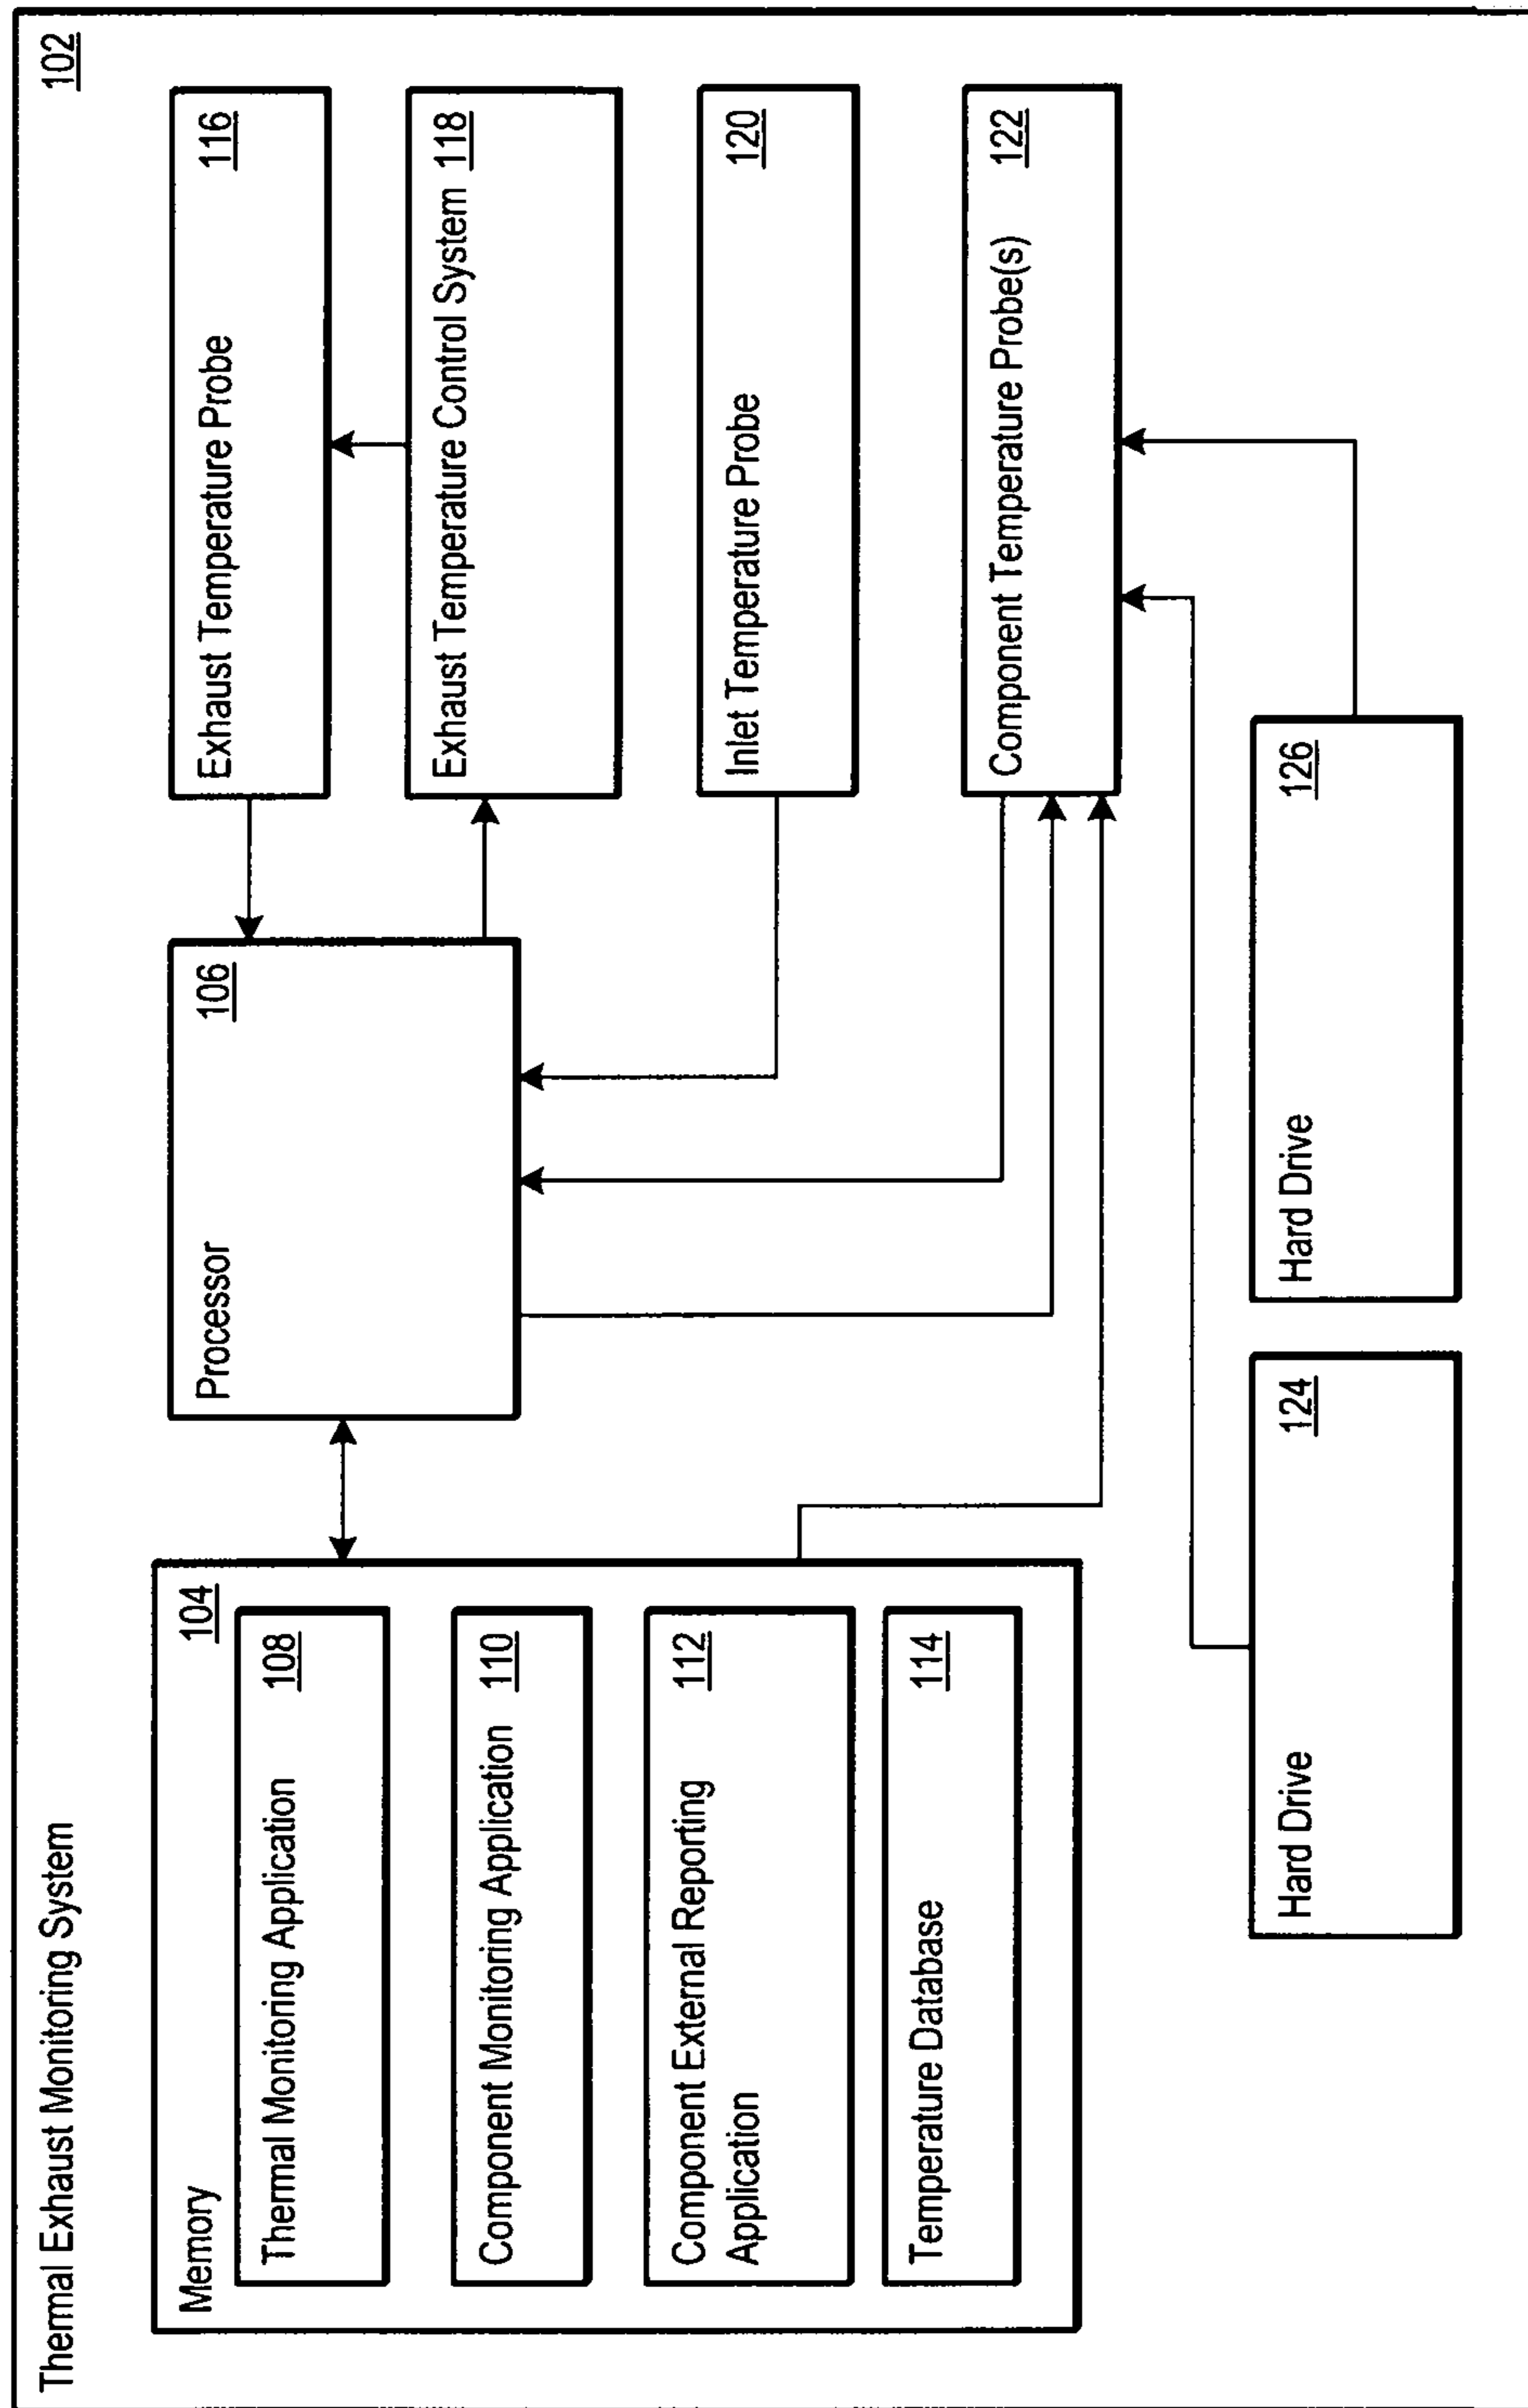 Thermal Exhaust Monitoring System
102
Memory
104
Thermal Monitoring Application
108
Component Monitoring Application
110
Component External Reporting
Application
112
Temperature Database
114
Processor
106
Exhaust Temperature Probe
116
Exhaust Temperature Control System
118
Inlet Temperature Probe
120
Component Temperature Probe(s)
122
Hard Drive
124
Hard Drive
126